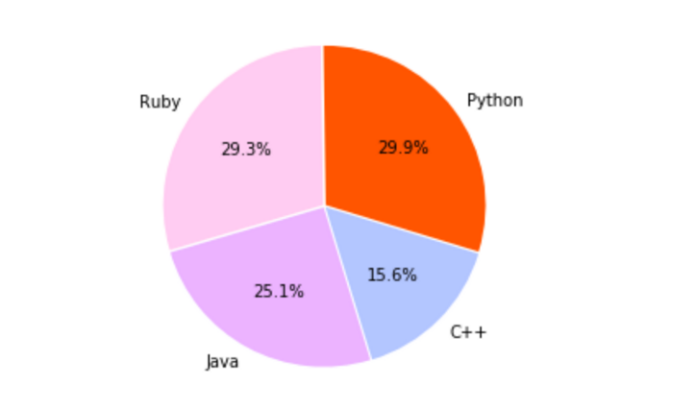 Ruby
Python
29.3%
29.9%
15.6%
25.1%
C++
Java